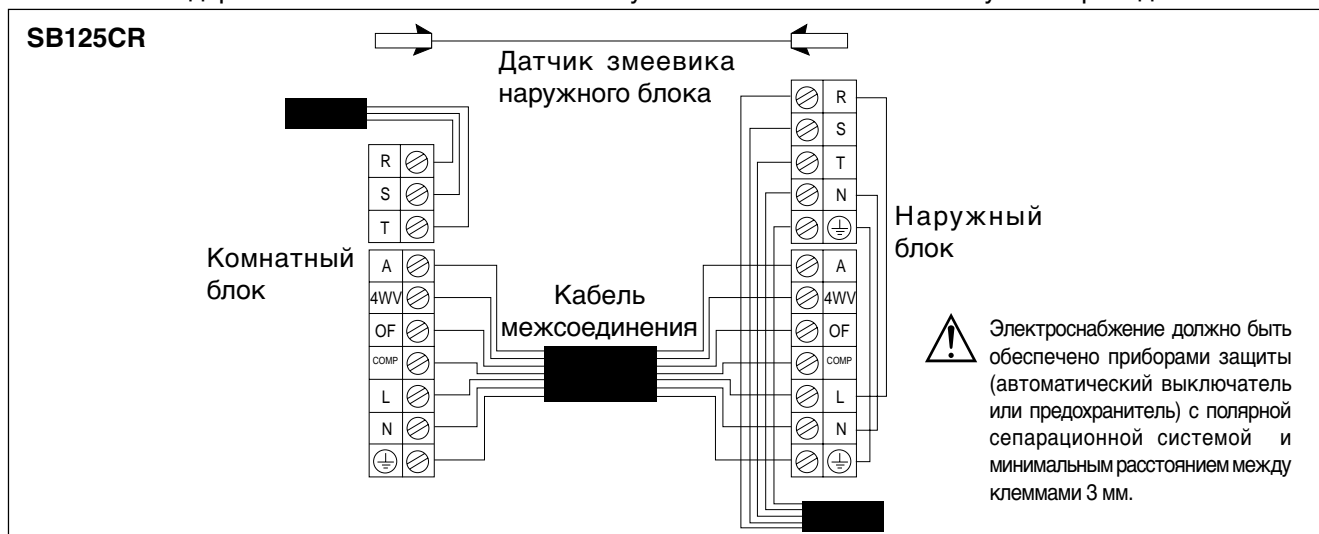 SB125CR
Датчик змеевика
наружного блока
R
S
T
R
S
T
N
Наружный
блок
Комнатный
блок
A
4WV
OF
COMP
L
N
Кабель
межсоединения
A
4WV
OF
COMP
L
N
Электроснабжение должно быть
обеспечено приборами защиты
(автоматический выключатель
или предохранитель) с полярной
сепарационной системой и
минимальным расстоянием между
клеммами 3 мм.